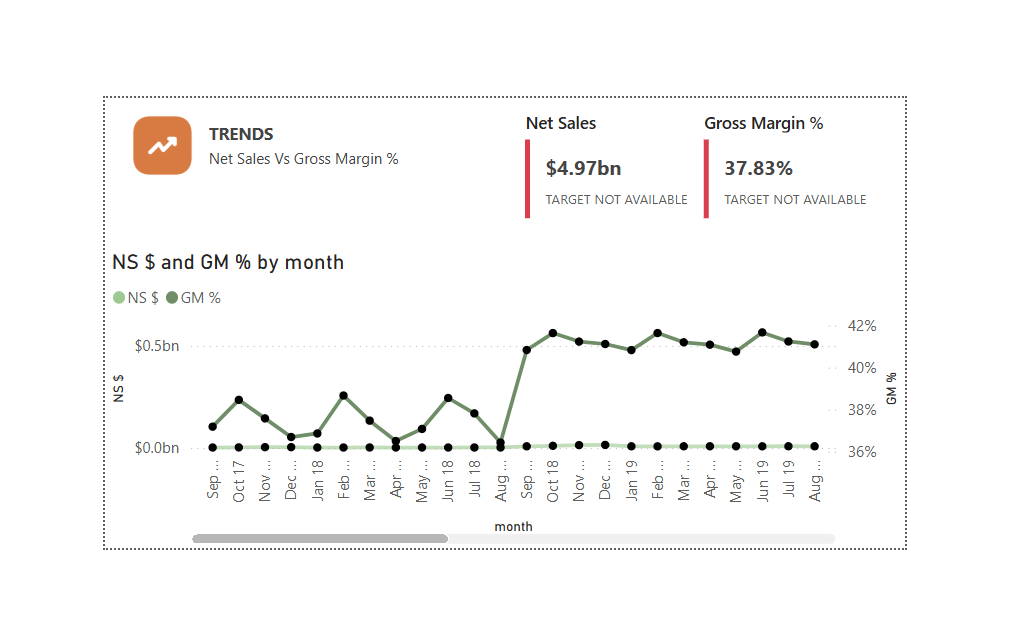 TRENDS
Net Sales Vs Gross Margin %
Net Sales
$4.97bn
TARGET NOT AVAILABLE
Gross Margin %
37.83%
TARGET NOT AVAILABLE
NS $ and GM % by month
NS $ GM %
$0.5bn
$0.0bn
NS $
42%
40%
38%
36%
GM %
Sep ...
Oct 17
Nov ...
Dec ...
Jan 18
Feb ...
Mar ...
Apr ...
May ...
Jun 18
Jul 18
Aug ...
Sep ...
Oct 18
Nov ...
Dec ...
Jan 19
Feb ...
Mar ...
Apr ...
May ...
Jun 19
Jul 19
Aug ...
month